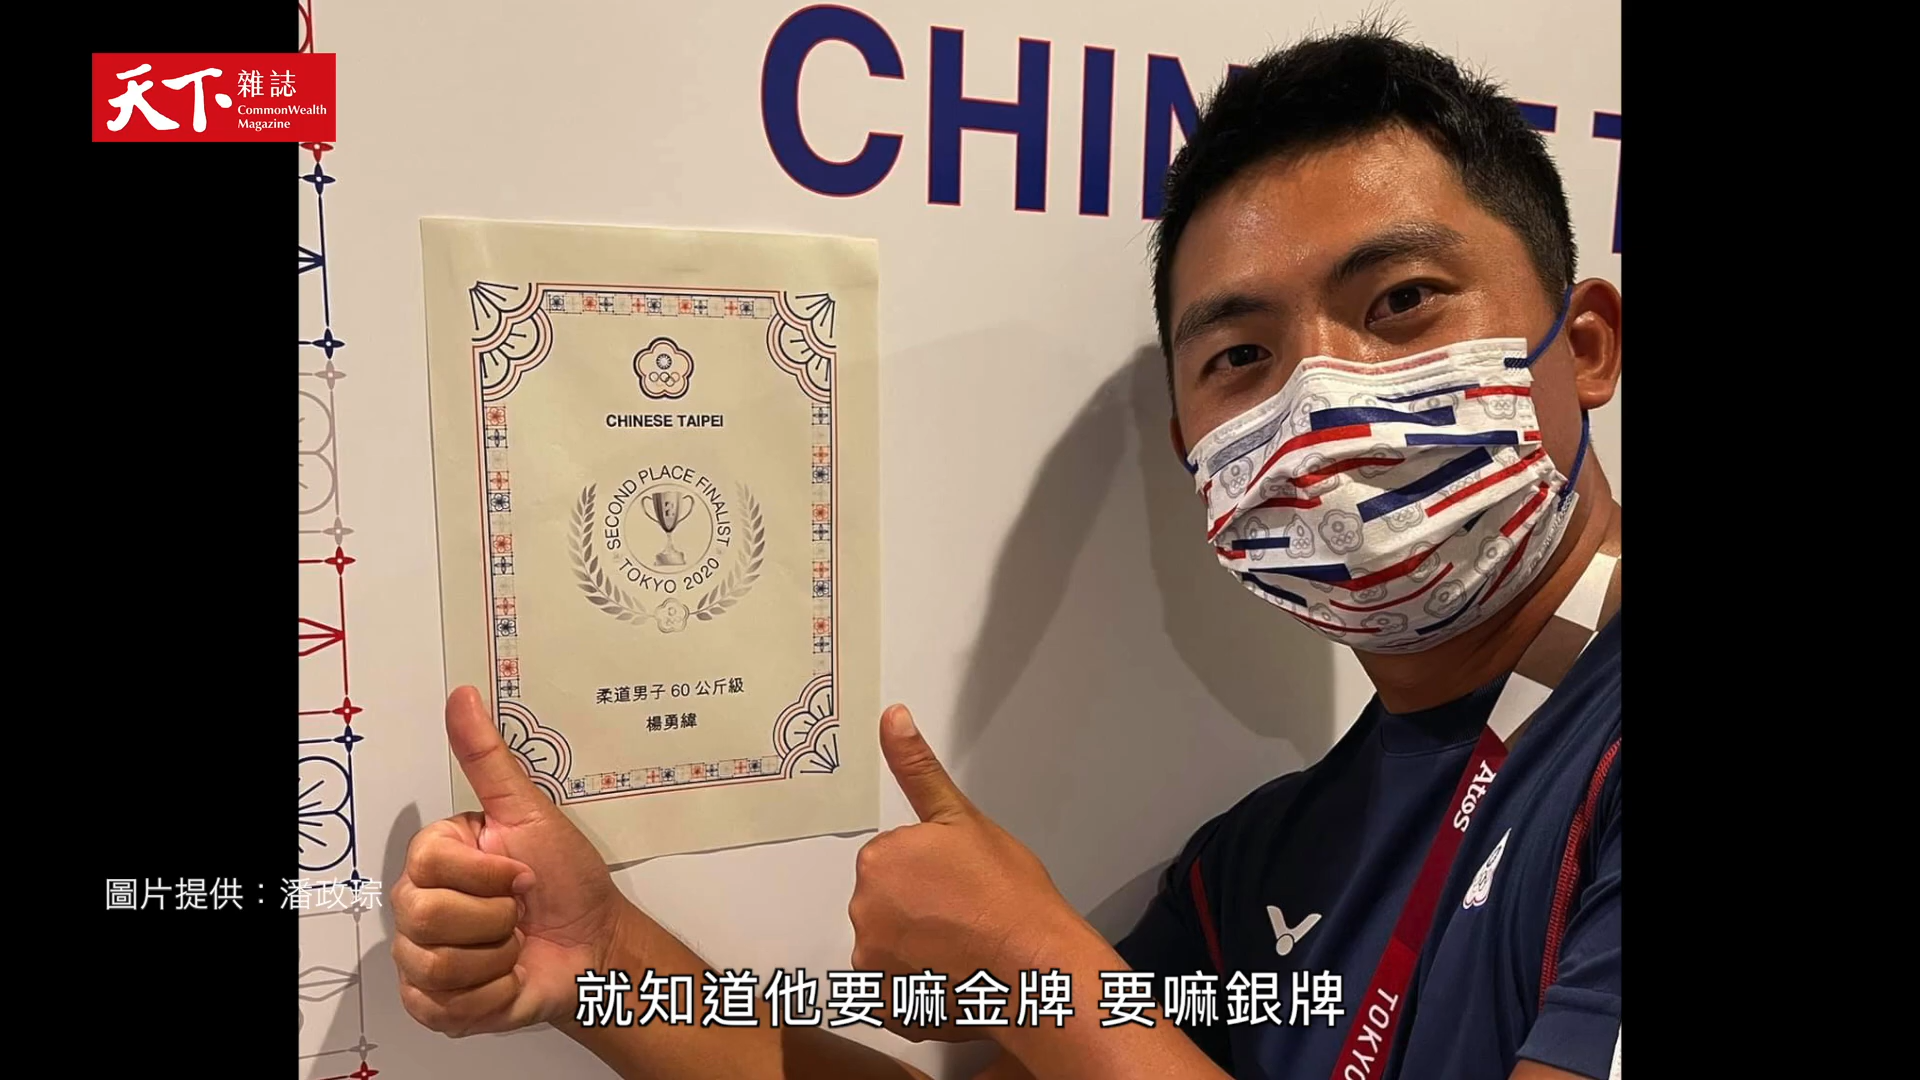 天下雜誌
CommonWealth
Magazine
CHIN
CHINESE TAIPEI
SECOND PLACE FINALIST
TOKYO 2020
柔道男子 60 公斤級
楊勇緯
Atos
TOKYO
圖片提供：潘政琮
就知道他要嘛金牌 要嘛銀牌